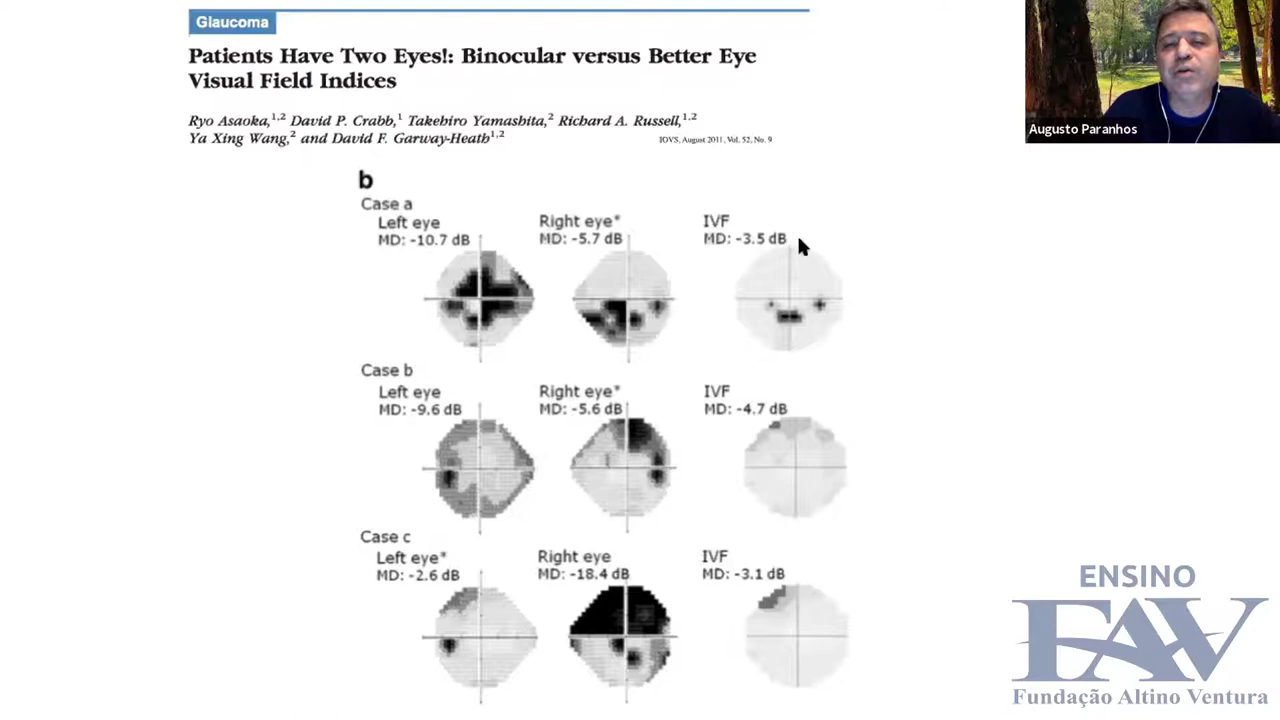 Glaucoma
Patients Have Two Eyes!: Binocular versus Better Eye
Visual Field Indices
Ryo Asaoka,1,2 David P. Crabb,1 Takehiro Yamashita,2 Richard A. Russell,1,2
Ya Xing Wang,2 and David F. Garway-Heath1,2
IOVS, August 2011, Vol. 52, No. 9
b
Case a
Left eye
MD: -10.7 dB
Right eye*
MD: -5.7 dB
IVF
MD: -3.5 dB
Case b
Left eye
MD: -9.6 dB
Right eye*
MD: -5.6 dB
IVF
MD: -4.7 dB
Case c
Left eye*
MD: -2.6 dB
Right eye
MD: -18.4 dB
IVF
MD: -3.1 dB
Augusto Paranhos
ENSINO
FAV
Fundação Altino Ventura